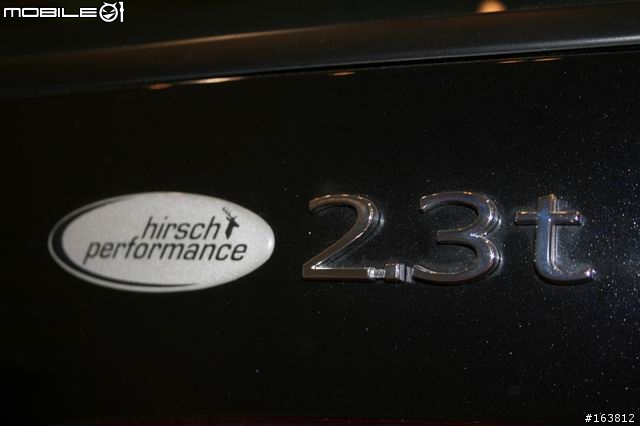 MOBILE01
hirsch
performance
2.3t
#163812